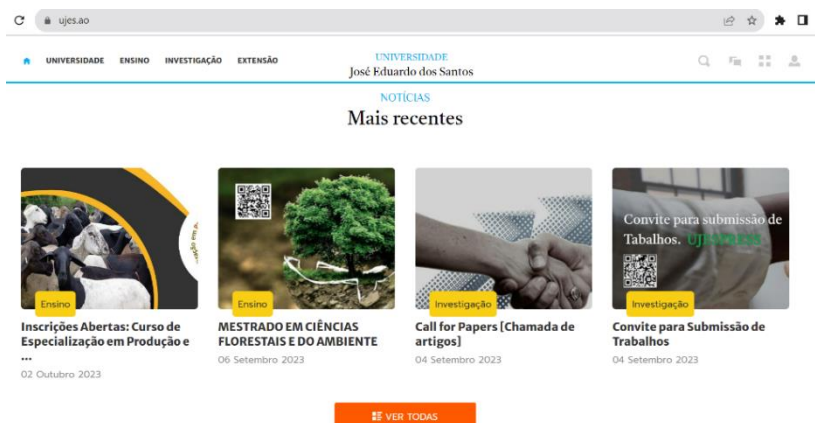 ujes.ao
UNIVERSIDADE ENSINO INVESTIGAÇÃO EXTENSÃO
UNIVERSIDADE
José Eduardo dos Santos
NOTÍCIAS
Mais recentes
Ensino
Inscrições Abertas: Curso de
Especialização em Produção e
...
02 Outubro 2023
Ensino
MESTRADO EM CIÊNCIAS
FLORESTAIS E DO AMBIENTE
06 Setembro 2023
Investigação
Call for Papers [Chamada de
artigos]
04 Setembro 2023
Convite para submissão de
Tabalhos. UJES PRESS
Investigação
Convite para Submissão de
Trabalhos
04 Setembro 2023
VER TODAS